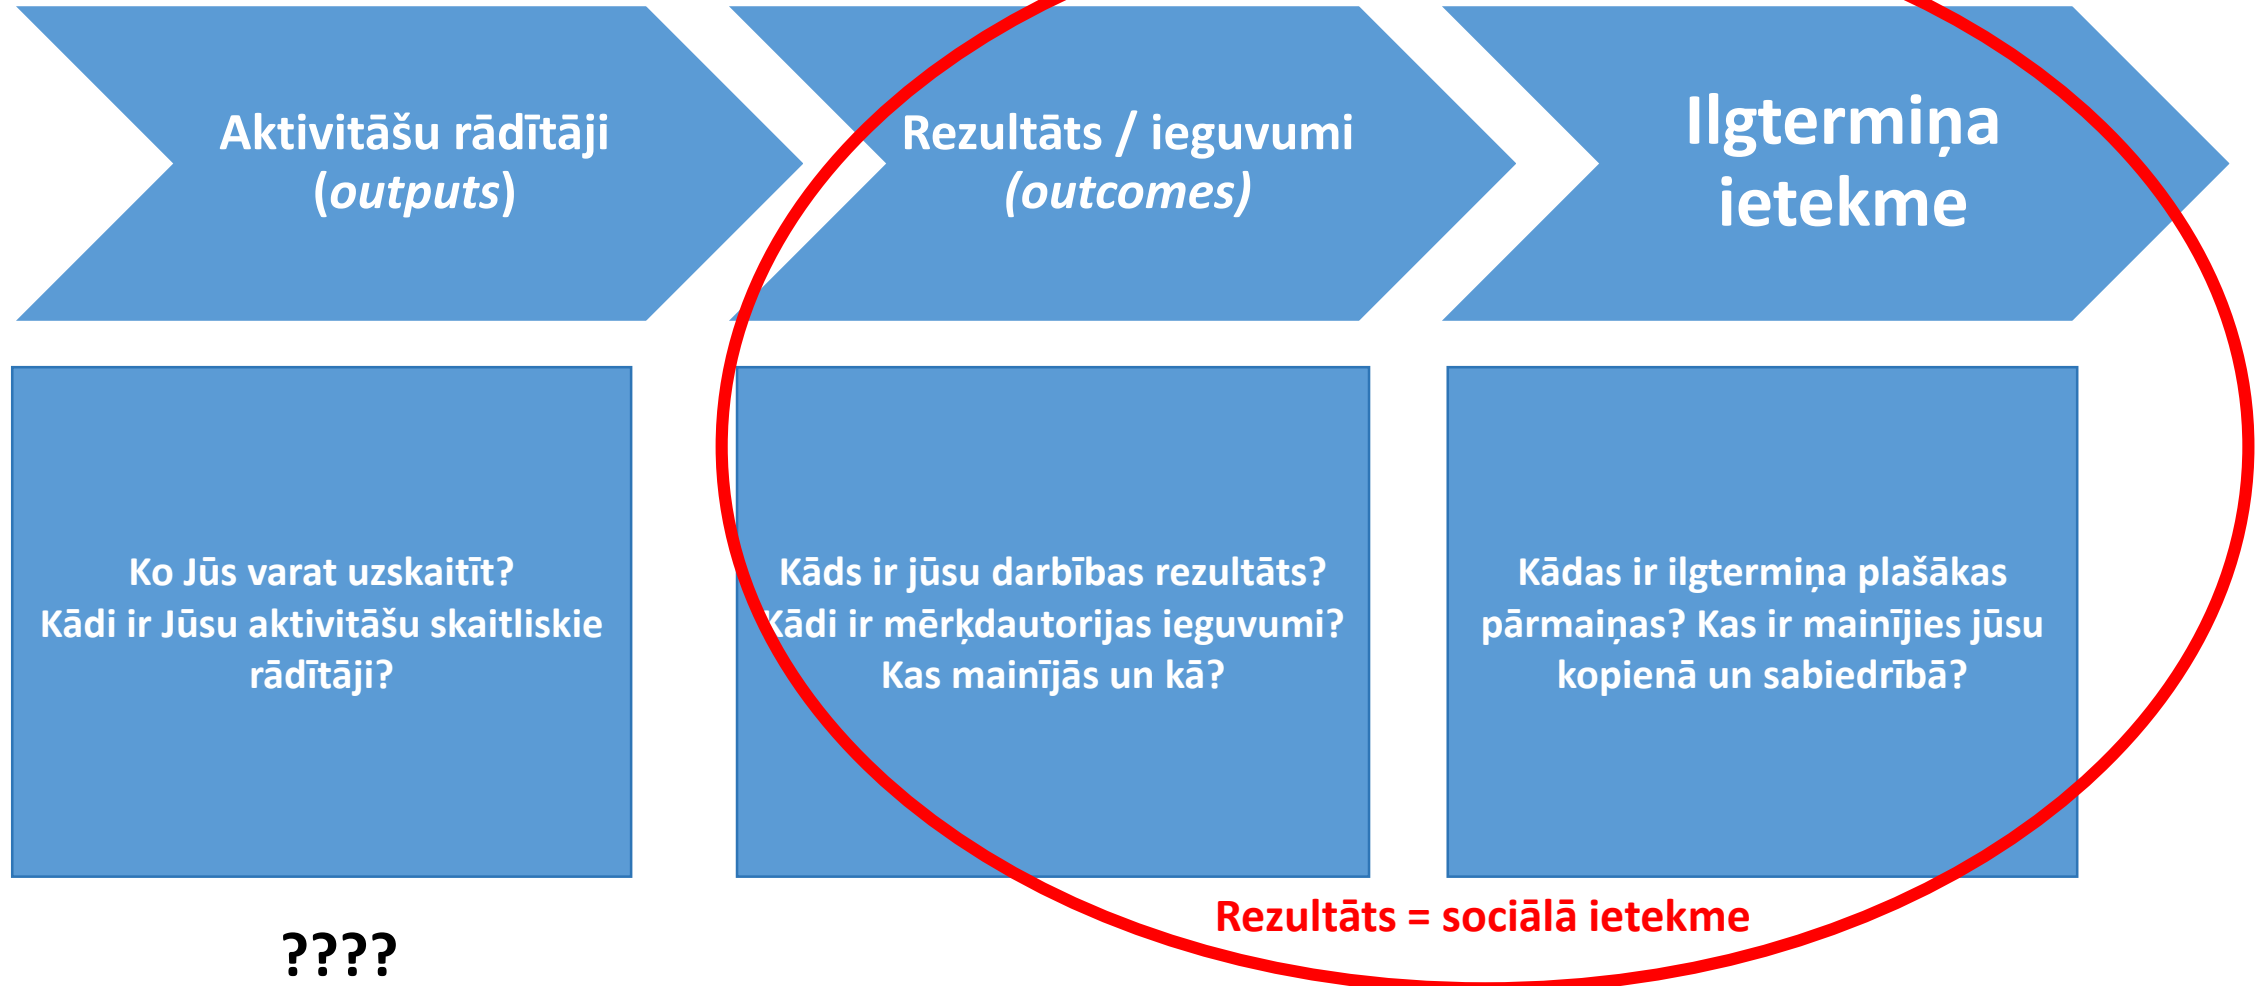 Aktivitāšu rādītāji
(outputs)
Rezultāts / ieguvumi
(outcomes)
Ilgtermiņa
ietekme
Ko Jūs varat uzskaitīt?
Kādi ir Jūsu aktivitāšu skaitliskie
rādītāji?
Kāds ir jūsu darbības rezultāts?
Kādi ir mērķdautorijas ieguvumi?
Kas mainījās un kā?
Kādas ir ilgtermiņa plašākas
pārmaiņas? Kas ir mainījies jūsu
kopienā un sabiedrībā?
Rezultāts = sociālā ietekme
????